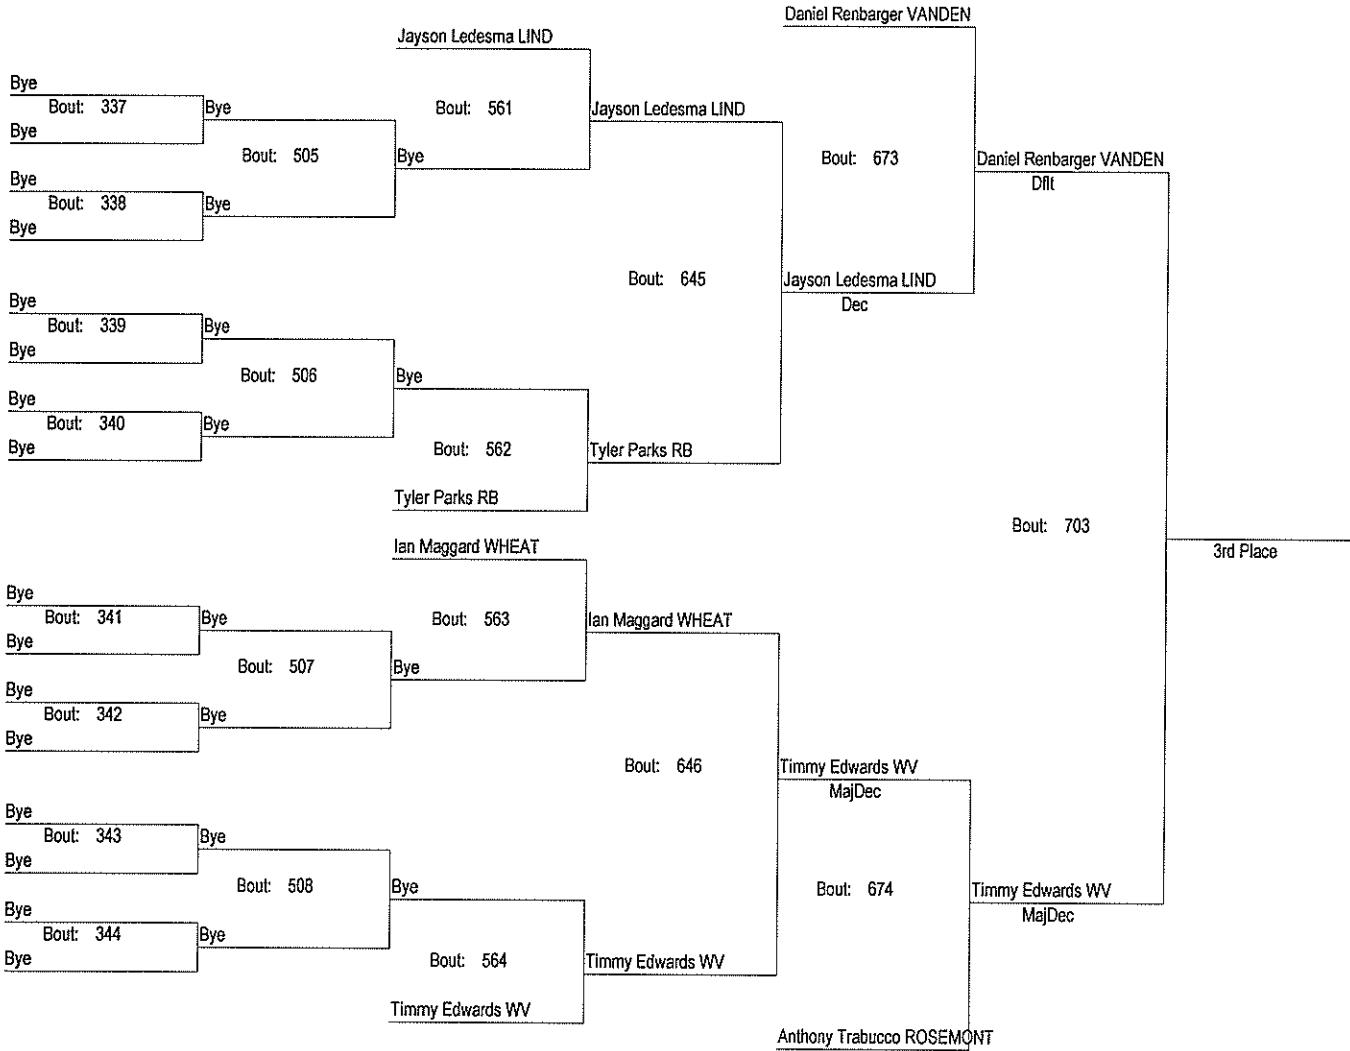 Daniel Renbarger VANDEN
Jayson Ledesma LIND
Bye
Bout: 337
Bye
Bye
Bout: 561
Jayson Ledesma LIND
Bout: 505
Bye
Bout: 673
Daniel Renbarger VANDEN
Dflt
Bye
Bout: 338
Bye
Bye
Bout: 645
Jayson Ledesma LIND
Dec
Bye
Bout: 339
Bye
Bye
Bout: 506
Bye
Bye
Bout: 340
Bye
Bye
Bout: 562
Tyler Parks RB
Tyler Parks RB
Bout: 703
3rd Place
Ian Maggard WHEAT
Bye
Bout: 341
Bye
Bye
Bout: 563
Ian Maggard WHEAT
Bout: 507
Bye
Bye
Bout: 342
Bye
Bye
Bout: 646
Timmy Edwards WV
MajDec
Bye
Bout: 343
Bye
Bye
Bout: 508
Bye
Bout: 674
Timmy Edwards WV
MajDec
Bye
Bout: 344
Bye
Bye
Bout: 564
Timmy Edwards WV
Timmy Edwards WV
Anthony Trabucco ROSEMONT